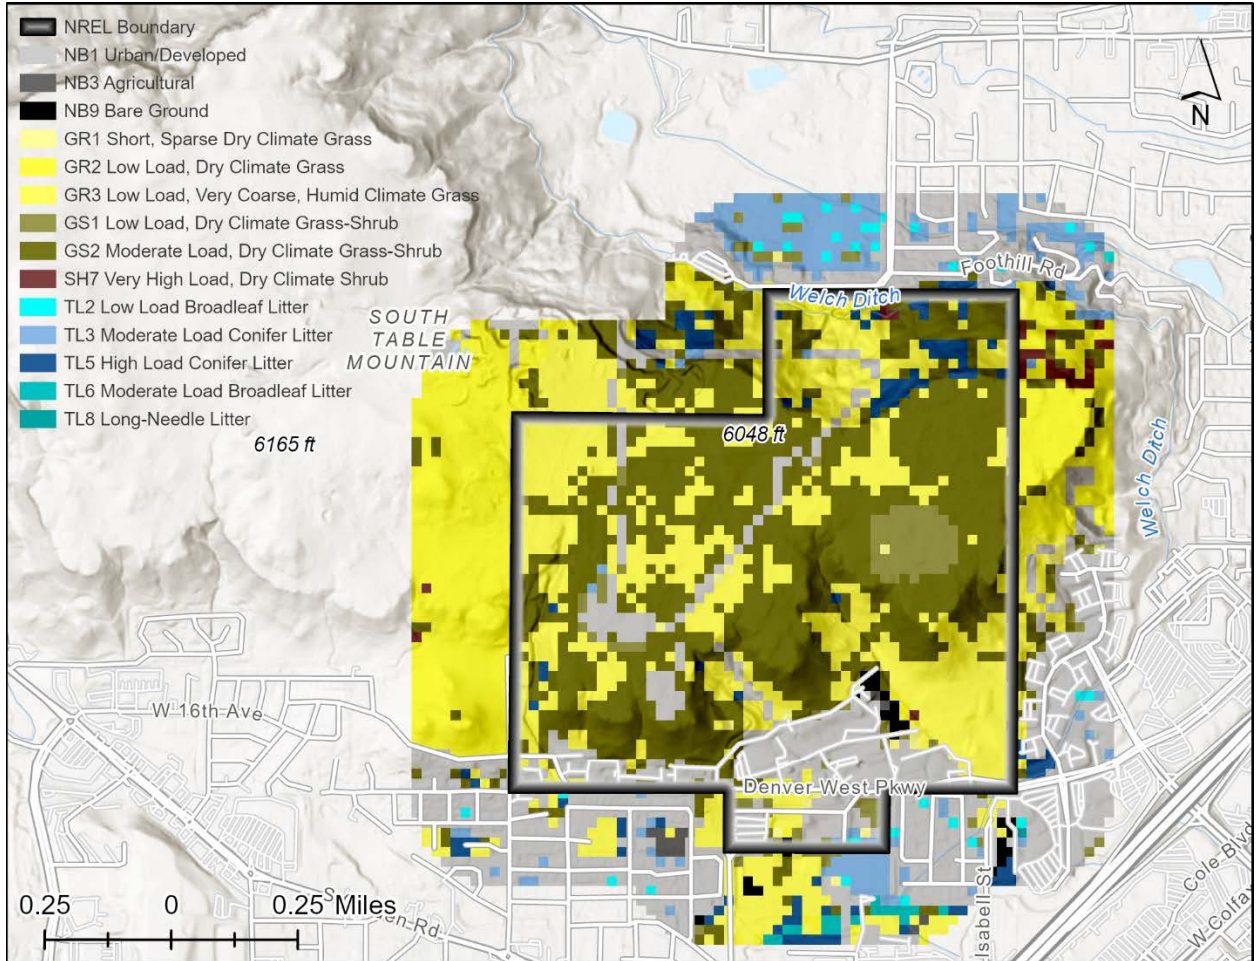 NREL Boundary
NB1 Urban/Developed
NB3 Agricultural
NB9 Bare Ground
GR1 Short, Sparse Dry Climate Grass
GR2 Low Load, Dry Climate Grass
GR3 Low Load, Very Coarse, Humid Climate Grass
GS1 Low Load, Dry Climate Grass-Shrub
GS2 Moderate Load, Dry Climate Grass-Shrub
SH7 Very High Load, Dry Climate Shrub
TL2 Low Load Broadleaf Litter
TL3 Moderate Load Conifer Litter
TL5 High Load Conifer Litter
TL6 Moderate Load Broadleaf Litter
TL8 Long-Needle Litter
N
Foothill Rd
Welch Ditch
SOUTH
TABLE
MOUNTAIN
6165 ft
6048 ft
Welch Ditch
W 16th Ave
Denver West Pkwy
Isabell St
Cole Blvd
W Colfa
Rd
0.25 0 0.25 Miles